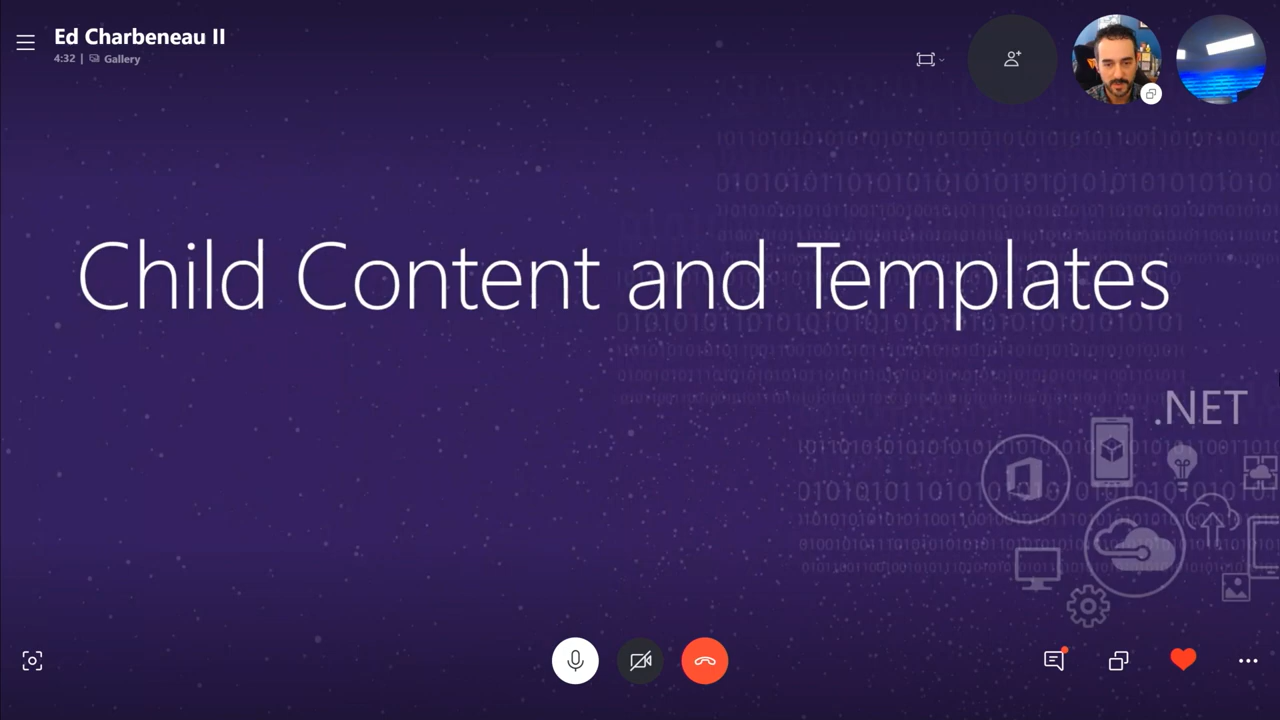 Ed Charbeneau II
4:32 | Gallery
Child Content and Templates
.NET